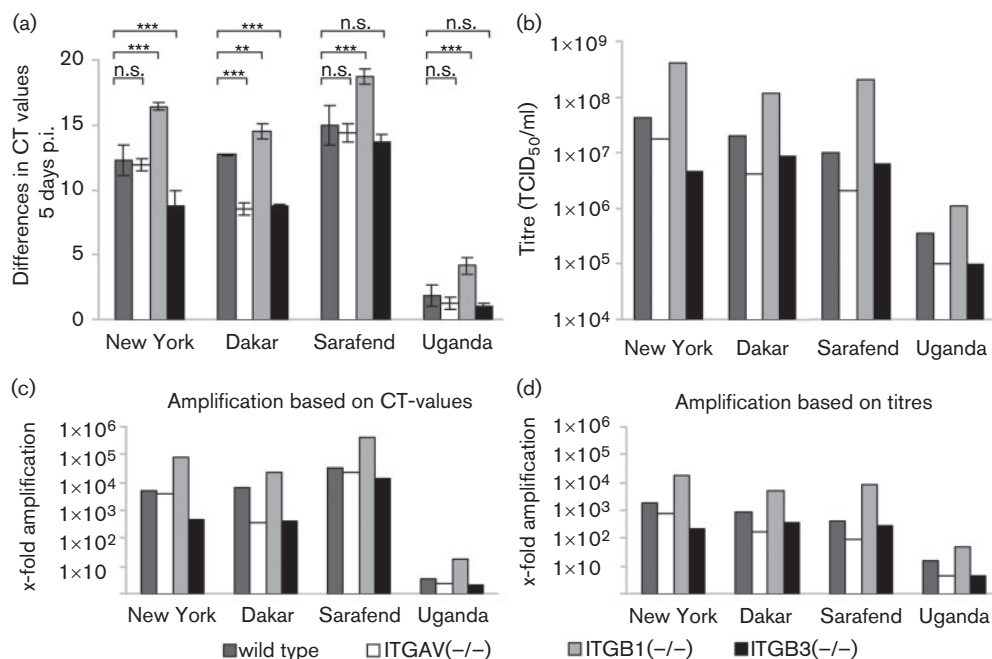 (a)
*** *** n.s. n.s.
*** ** *** ***
n.s. *** n.s. n.s.
20
15
10
5
0
Differences in CT values
5 days p.i.
New York Dakar Sarafend Uganda
(b)
1×10⁹
1×10⁸
1×10⁷
1×10⁶
1×10⁵
1×10⁴
Titre (TCID₅₀/ml)
New York Dakar Sarafend Uganda
(c)
Amplification based on CT-values
1×10⁶
1×10⁵
1×10⁴
1×10³
1×10²
1×10
x-fold amplification
New York Dakar Sarafend Uganda
(d)
Amplification based on titres
1×10⁶
1×10⁵
1×10⁴
1×10³
1×10²
1×10
x-fold amplification
New York Dakar Sarafend Uganda
wild type ITGAV(−/−) ITGB1(−/−) ITGB3(−/−)